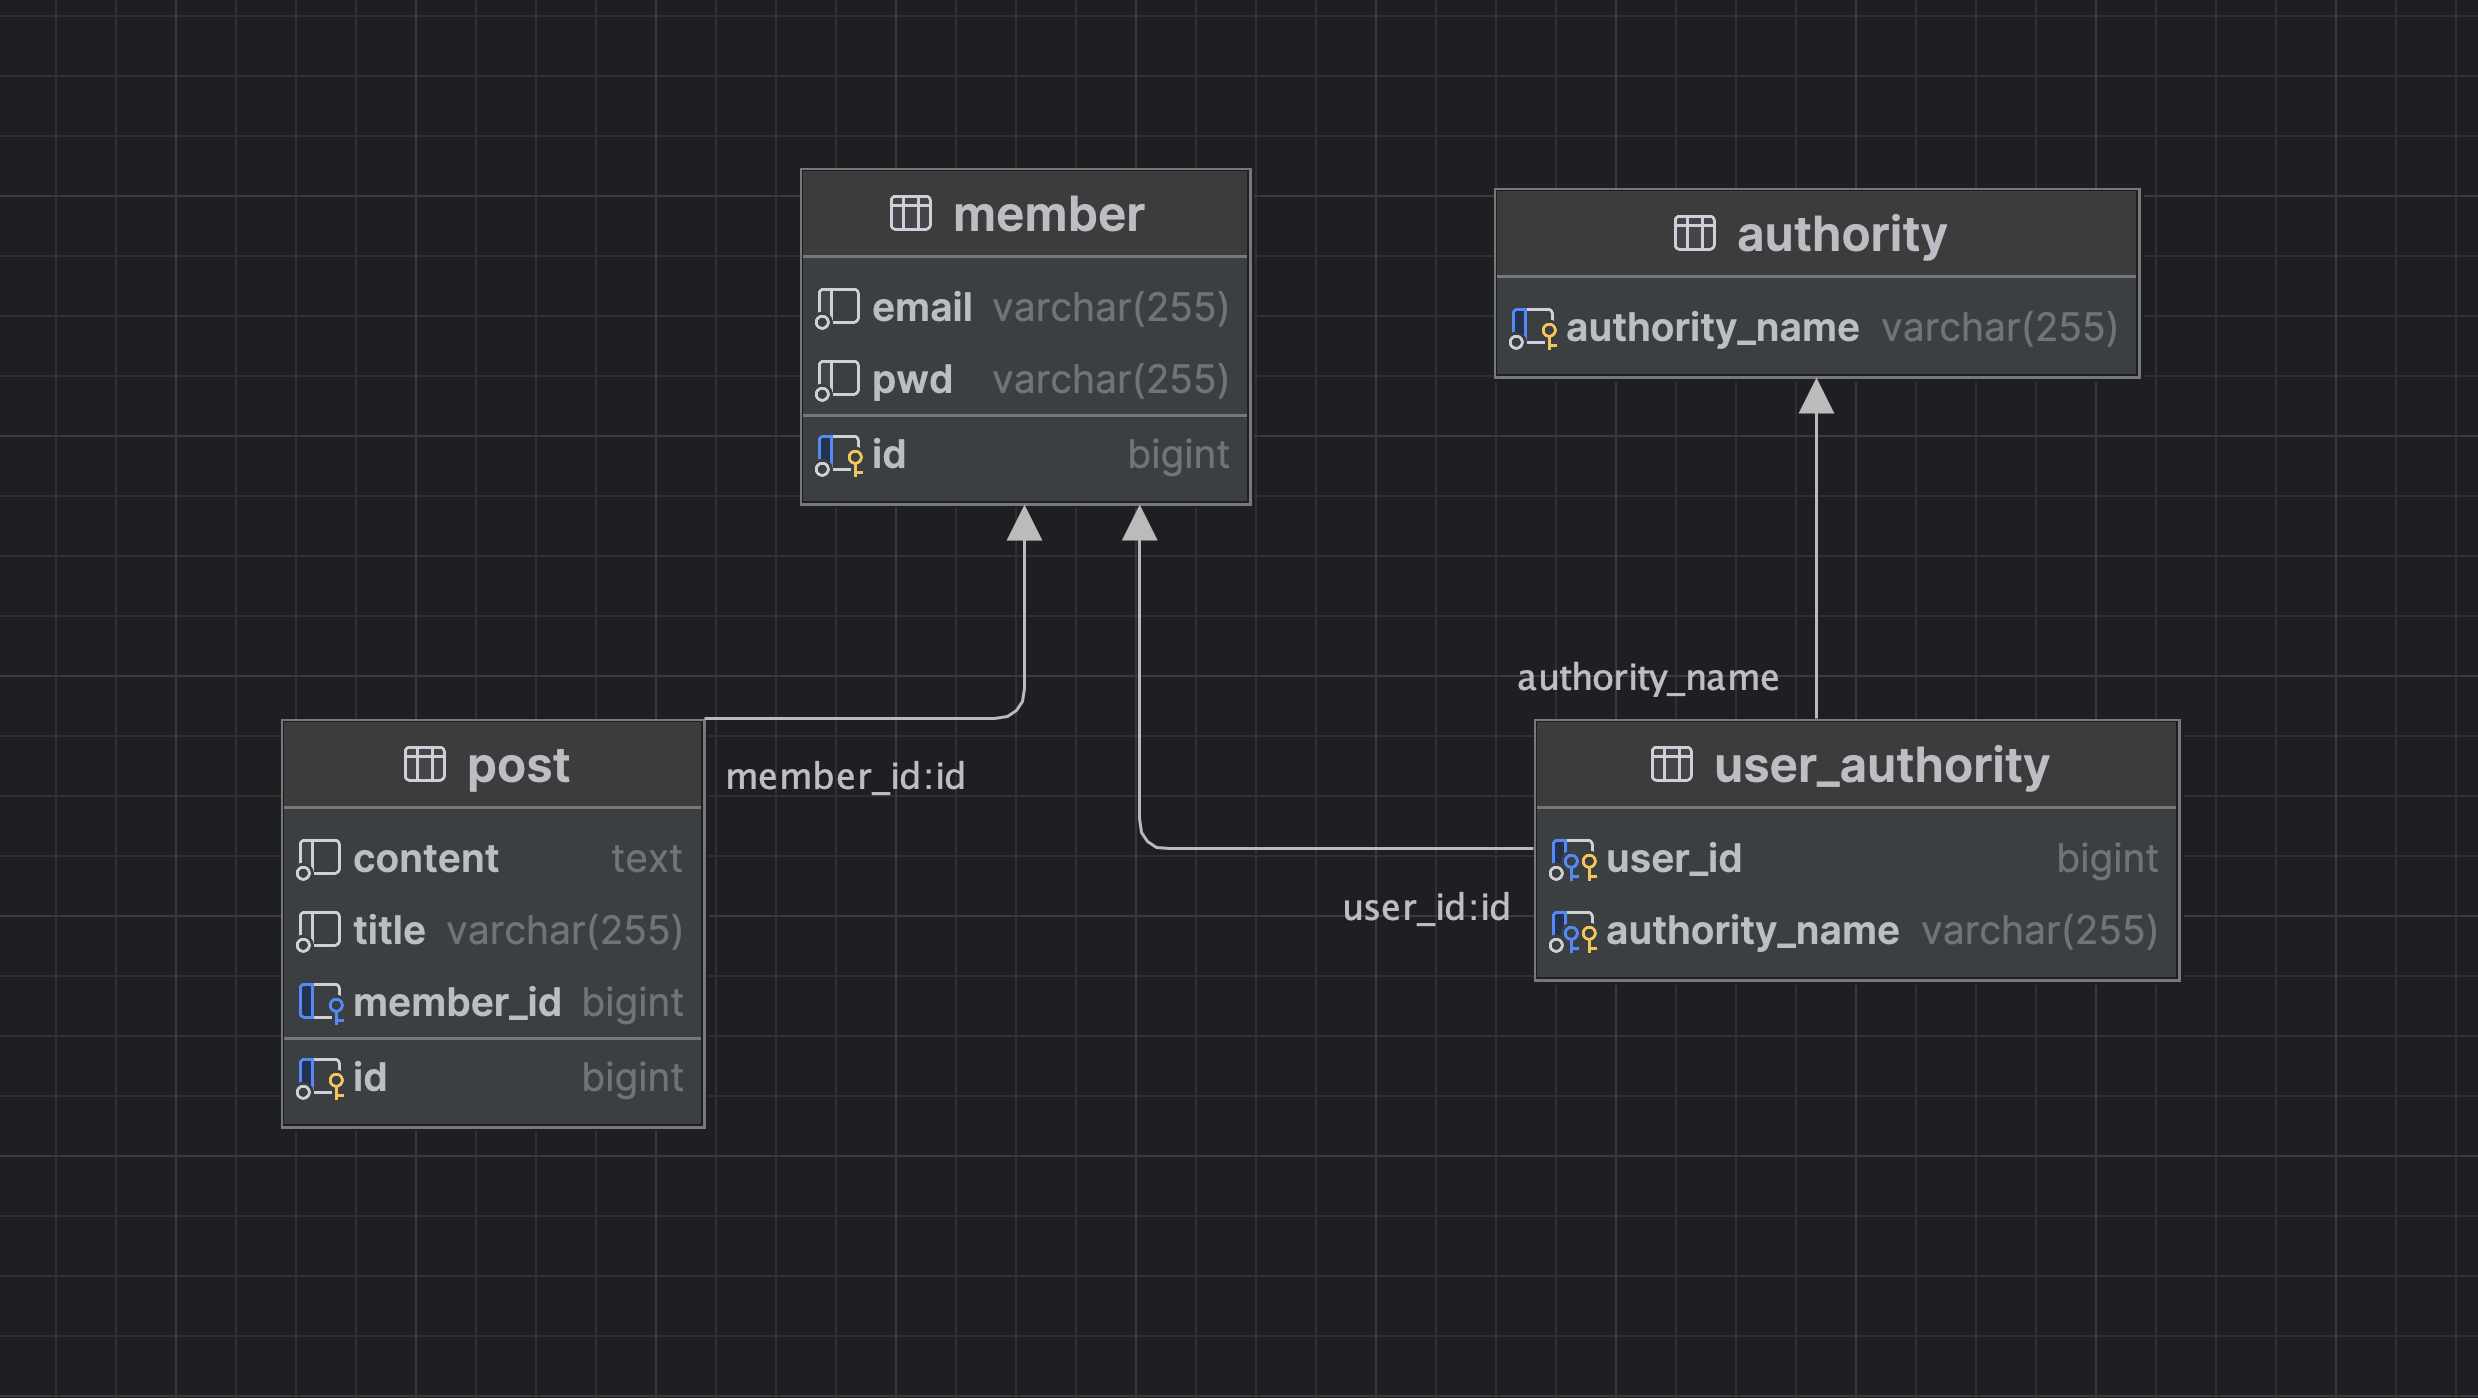 member
email varchar(255)
pwd varchar(255)
id bigint
authority
authority_name varchar(255)
authority_name
post
content text
title varchar(255)
member_id bigint
id bigint
member_id:id
user_id:id
user_authority
user_id bigint
authority_name varchar(255)